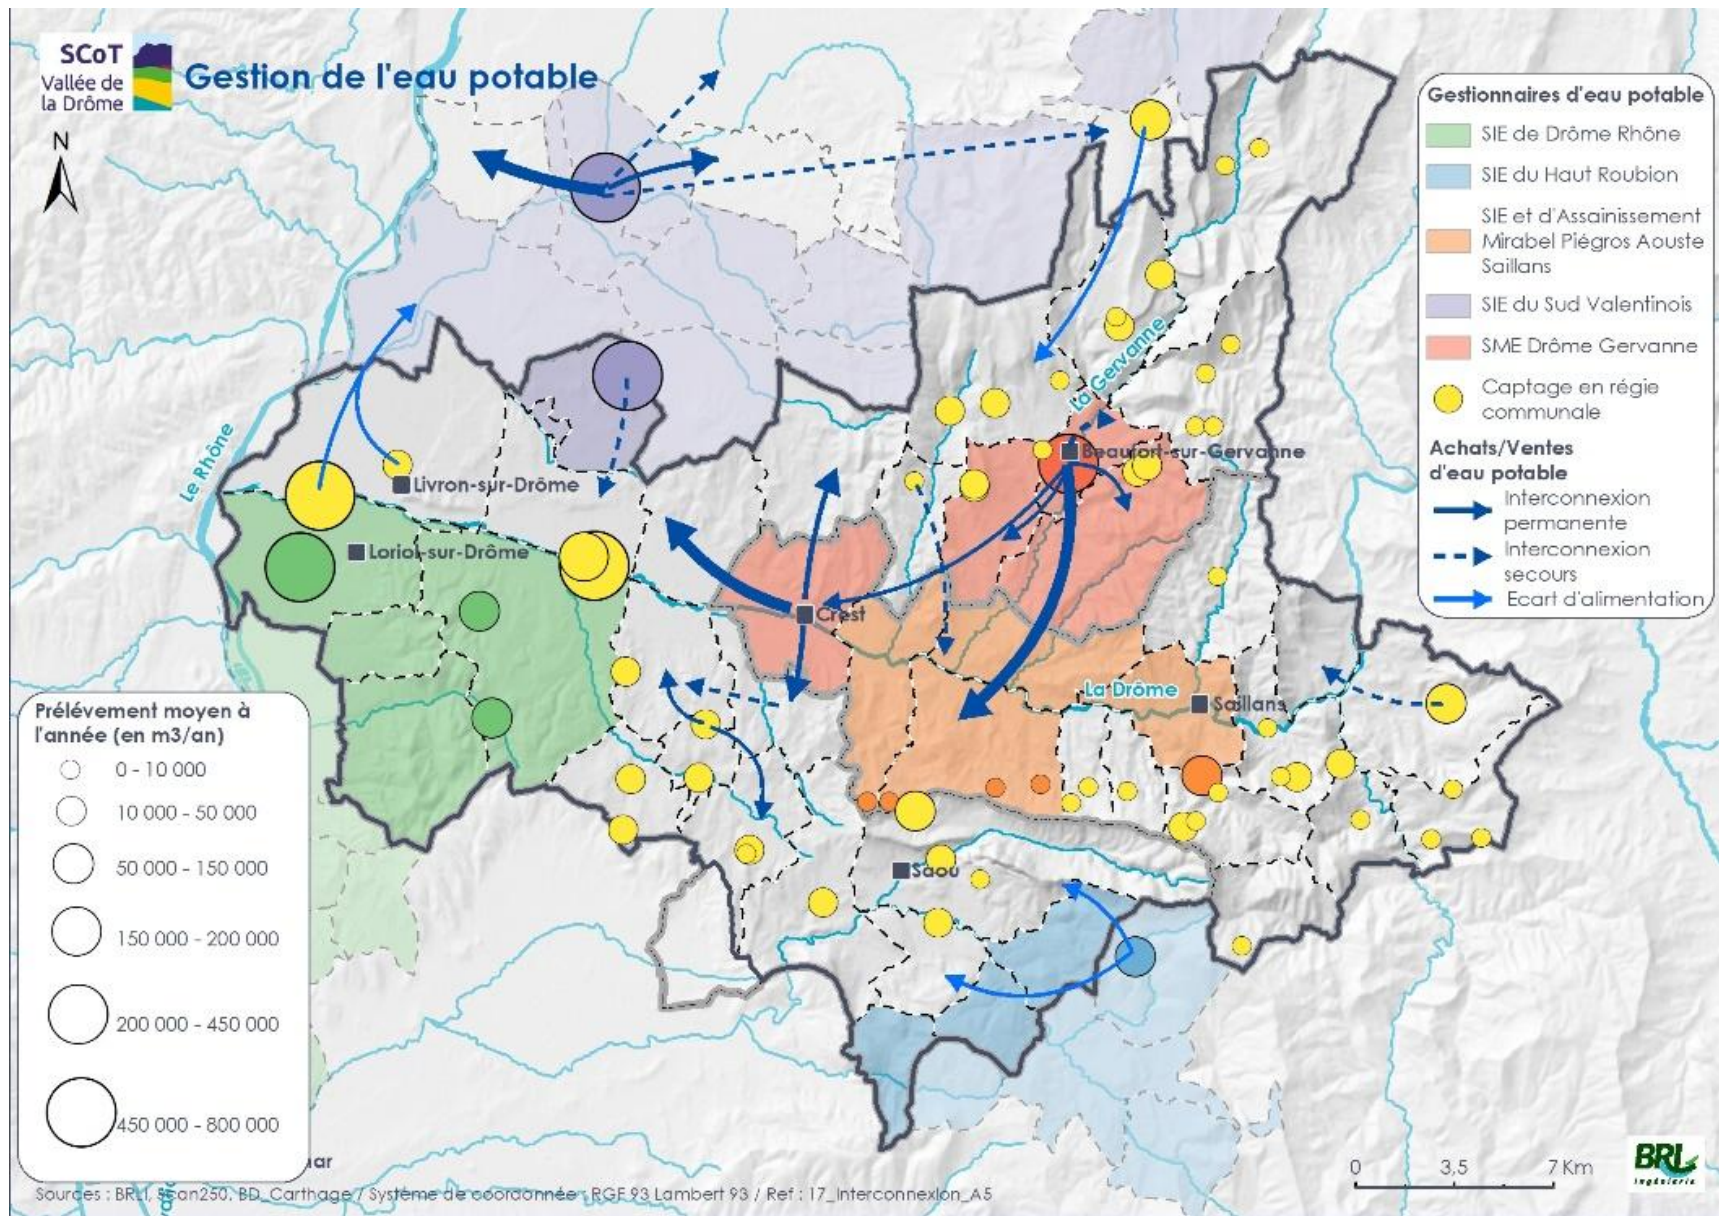 SCoT
Vallée de
la Drôme
Gestion de l'eau potable
N
Gestionnaires d'eau potable
SIE de Drôme Rhône
SIE du Haut Roubion
SIE et d'Assainissement
Mirabel Piégros Aouste
Saillans
SIE du Sud Valentinois
SME Drôme Gervanne
Captage en régie
communale
Achats/Ventes
d'eau potable
Interconnexion
permanente
Interconnexion
secours
Ecart d'alimentation
La Gervanne
Le Rhône
Beaufort-sur-Gervanne
Livron-sur-Drôme
Loriol-sur-Drôme
Crest
La Drôme
Saillans
Saou
Prélévement moyen à
l'année (en m3/an)
0 - 10 000
10 000 - 50 000
50 000 - 150 000
150 000 - 200 000
200 000 - 450 000
450 000 - 800 000
0 3.5 7 Km
BRL
Ingénierie
Sources : BRLi, Scan250, BD_Carthage / Système de coordonnée : RGF 93 Lambert 93 / Ref : 17_Interconnexion_A5